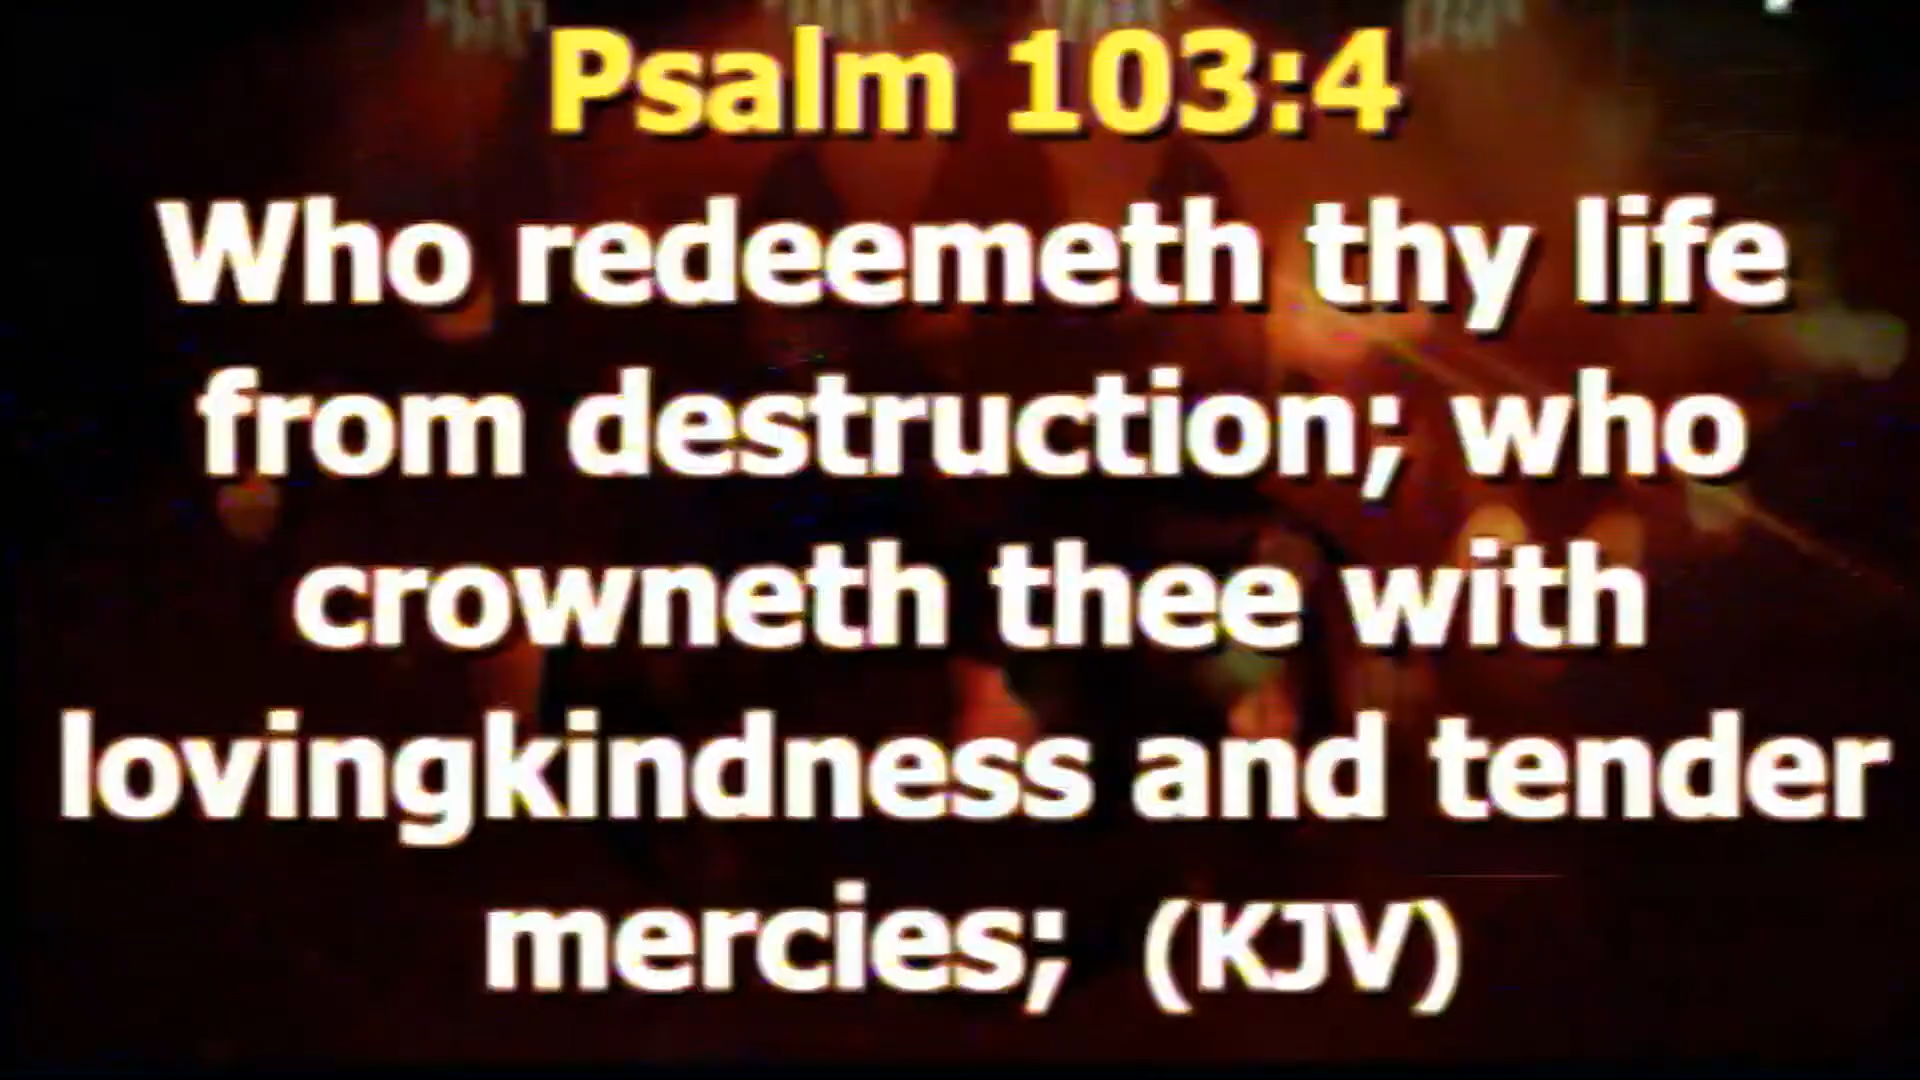 Psalm 103:4
Who redeemeth thy life
from destruction; who
crowneth thee with
lovingkindness and tender
mercies; (KJV)